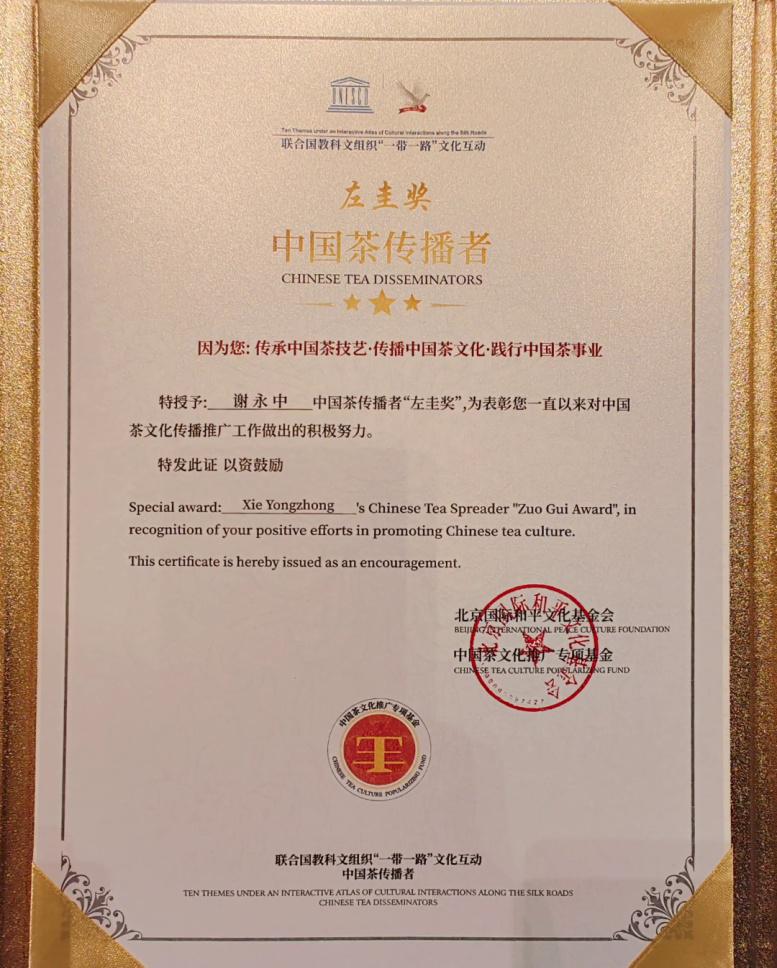 UNESCO
Ten Themes under an Interactive Atlas of Cultural Interactions along the Silk Roads
联合国教科文组织“一带一路”文化互动
左圭奖
中国茶传播者
CHINESE TEA DISSEMINATORS
因为您: 传承中国茶技艺·传播中国茶文化·践行中国茶事业
特授予: 谢永中 中国茶传播者“左圭奖”,为表彰您一直以来对中国
茶文化传播推广工作做出的积极努力。
特发此证 以资鼓励
Special award: Xie Yongzhong 's Chinese Tea Spreader "Zuo Gui Award", in
recognition of your positive efforts in promoting Chinese tea culture.
This certificate is hereby issued as an encouragement.
北京国际和平文化基金会
BEIJING INTERNATIONAL PEACE CULTURE FOUNDATION
中国茶文化推广专项基金
CHINESE TEA CULTURE POPULARIZING FUND
北京国际和平文化基金会
中国茶文化推广专项基金
CHINESE TEA CULTURE POPULARIZING FUND
联合国教科文组织“一带一路”文化互动
中国茶传播者
TEN THEMES UNDER AN INTERACTIVE ATLAS OF CULTURAL INTERACTIONS ALONG THE SILK ROADS
CHINESE TEA DISSEMINATORS